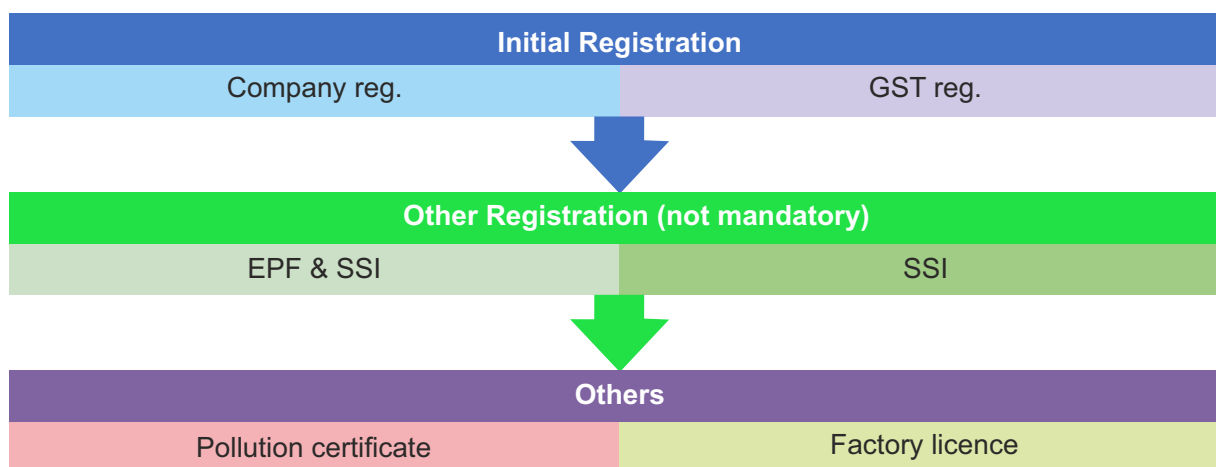 Initial Registration
Company reg.
GST reg.
Other Registration (not mandatory)
EPF & SSI
SSI
Others
Pollution certificate
Factory licence